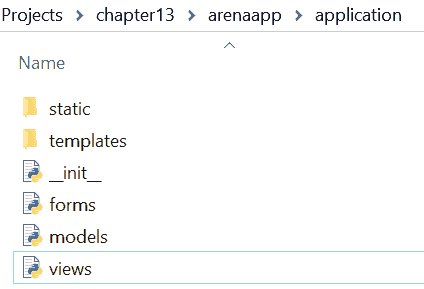 Projects > chapter13 > arenaapp > application
Name
static
templates
__init__
forms
models
views